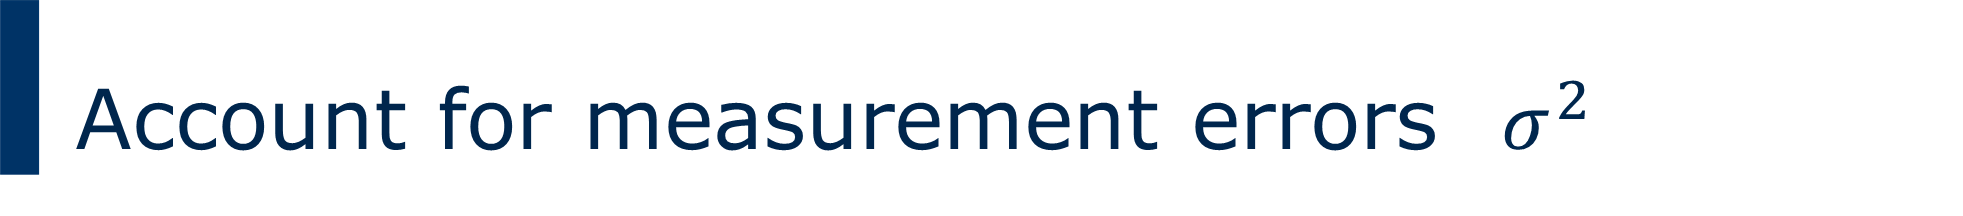 Account for measurement errors σ²